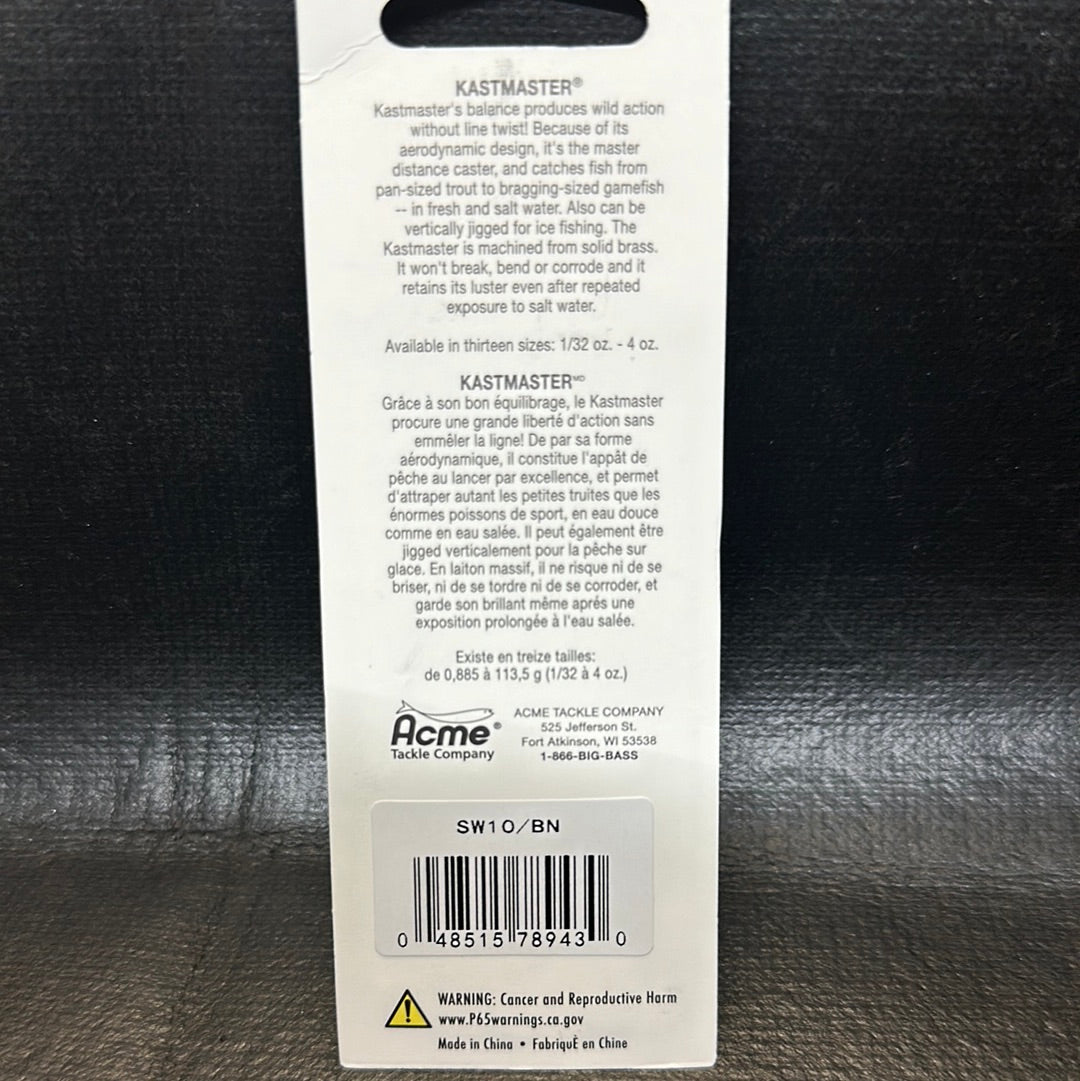 KASTMASTER®
Kastmaster's balance produces wild action
without line twist! Because of its
aerodynamic design, it's the master
distance caster, and catches fish from
pan-sized trout to bragging-sized gamefish
-- in fresh and salt water. Also can be
vertically jigged for ice fishing. The
Kastmaster is machined from solid brass.
It won't break, bend or corrode and it
retains its luster even after repeated
exposure to salt water.
Available in thirteen sizes: 1/32 oz. - 4 oz.
KASTMASTER MD
Grâce à son bon équilibrage, le Kastmaster
procure une grande liberté d'action sans
emmêler la ligne! De par sa forme
aérodynamique, il constitue l'appât de
pêche au lancer par excellence, et permet
d'attraper autant les petites truites que les
énormes poissons de sport, en eau douce
comme en eau salée. Il peut également être
jigged verticalement pour la pêche sur
glace. En laiton massif, il ne risque ni de se
briser, ni de se tordre ni de se corroder, et
garde son brillant même aprés une
exposition prolongée à l'eau salée.
Existe en treize tailles:
de 0,885 à 113,5 g (1/32 à 4 oz.)
Acme®
Tackle Company
ACME TACKLE COMPANY
525 Jefferson St.
Fort Atkinson, WI 53538
1-866-BIG-BASS
SW10/BN
0 48515 78943 0
WARNING: Cancer and Reproductive Harm
www.P65warnings.ca.gov
Made in China • FabriquÈ en Chine